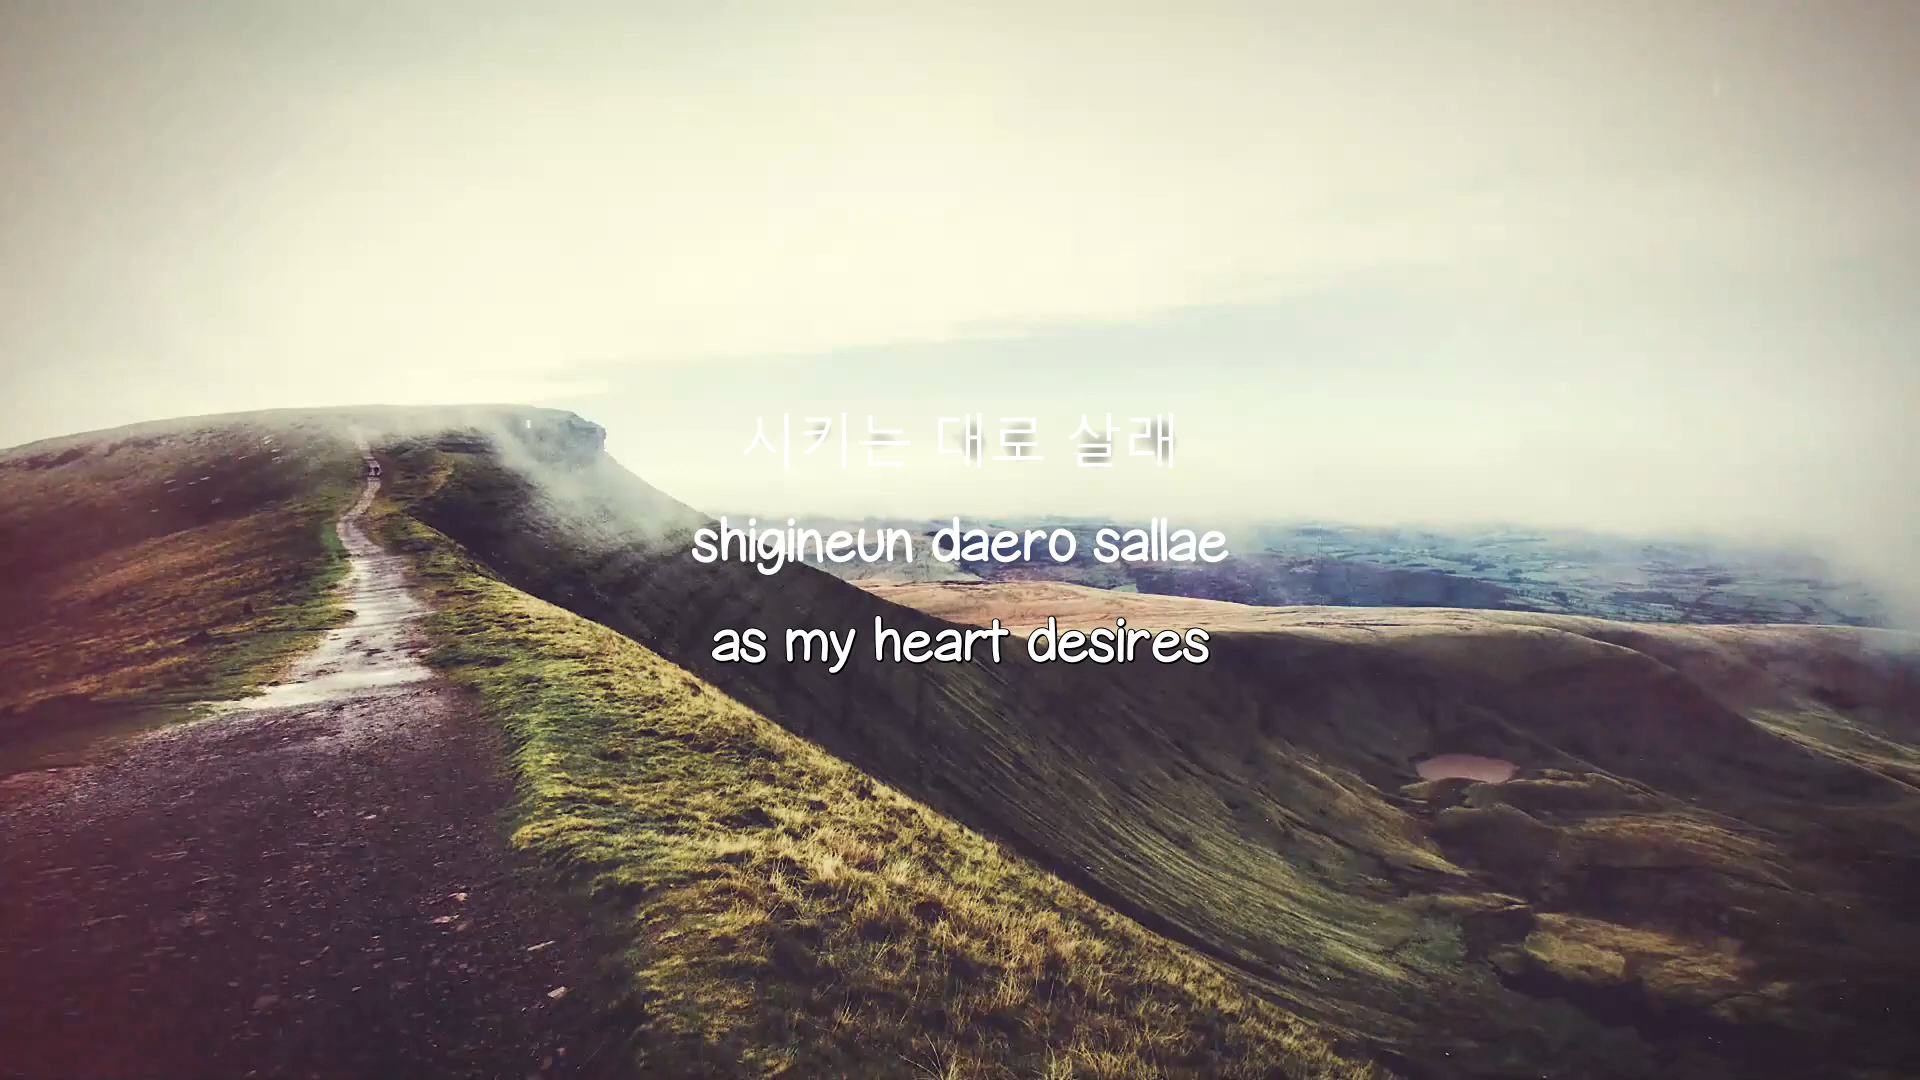 시키는 대로 살래
shigineun daero sallae
as my heart desires